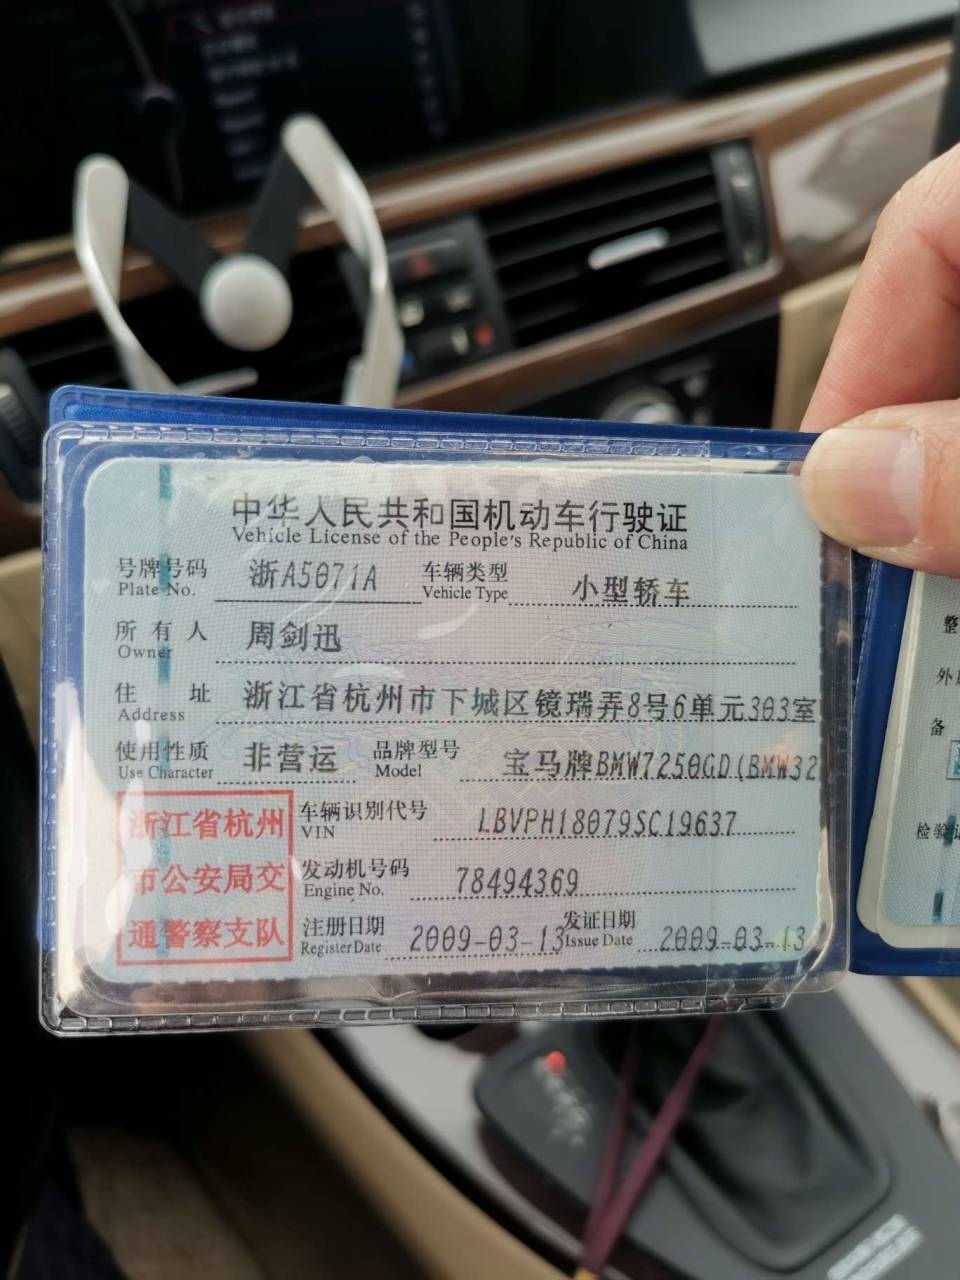 中华人民共和国机动车行驶证
Vehicle License of the People's Republic of China
号牌号码 浙A5071A 车辆类型 小型轿车
Plate No. Vehicle Type
所有人 周剑迅
Owner
住址 浙江省杭州市下城区镜瑞弄8号6单元303室
Address
使用性质 非营运 品牌型号 宝马牌BMW7250GD(BMW32
Use Character Model
浙江省杭州
市公安局交
通警察支队
车辆识别代号 LBVPH18079SC19637
VIN
发动机号码 78494369
Engine No.
注册日期 2009-03-13 发证日期 2009-03-13
Register Date Issue Date
整
外
备
检验